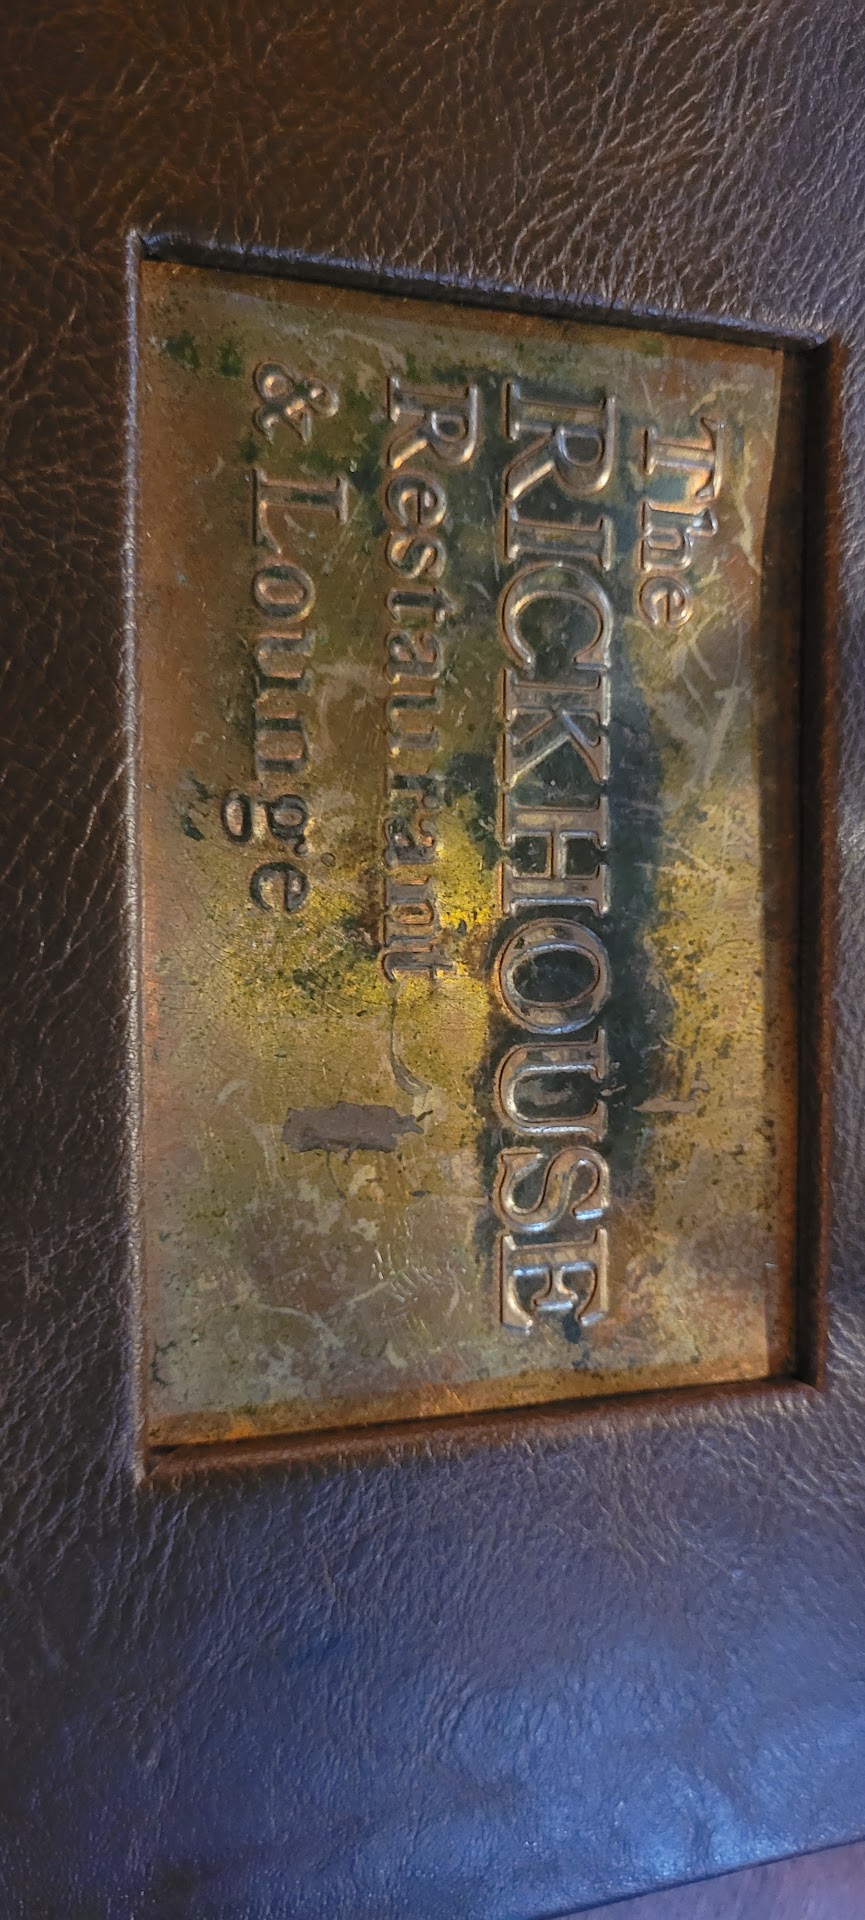 The
RICKHOUSE
Restaurant
& Lounge